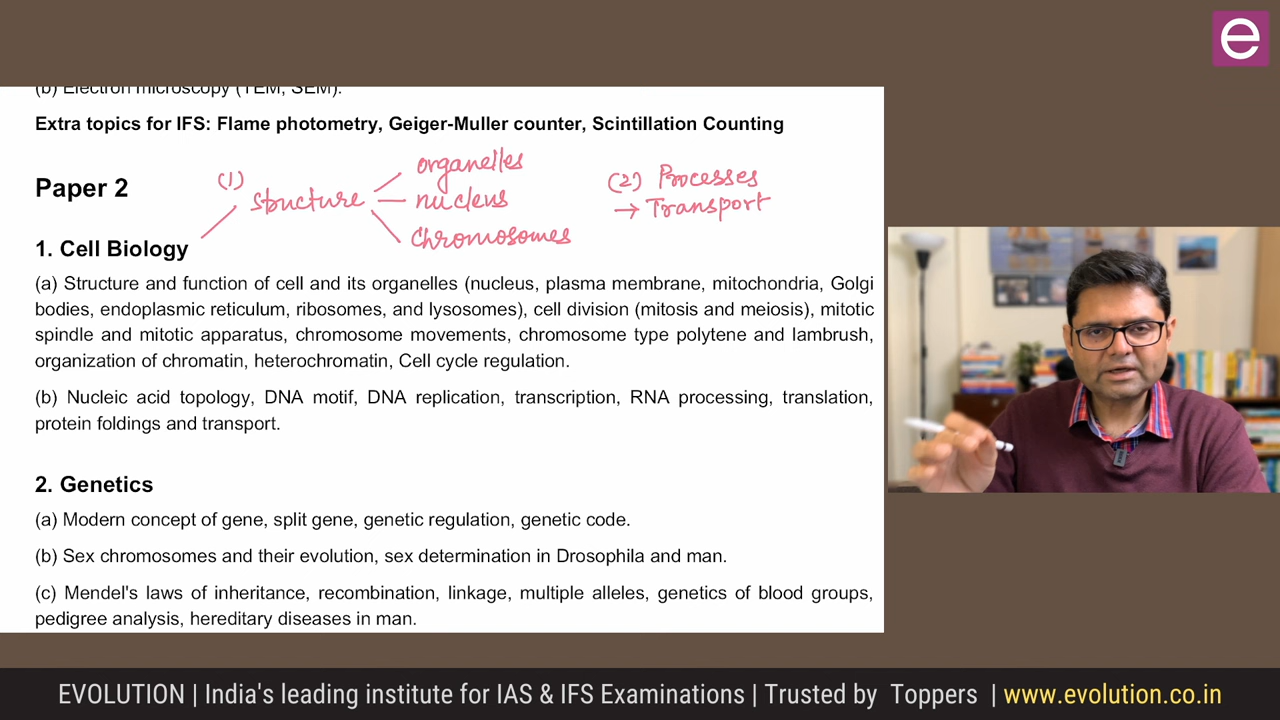 e
(b) Electron microscopy (TEM, SEM).
Extra topics for IFS: Flame photometry, Geiger-Muller counter, Scintillation Counting
Paper 2
(1)
Structure
organelles
nucleus
chromosomes
(2) Processes
→ Transport
1. Cell Biology
(a) Structure and function of cell and its organelles (nucleus, plasma membrane, mitochondria, Golgi
bodies, endoplasmic reticulum, ribosomes, and lysosomes), cell division (mitosis and meiosis), mitotic
spindle and mitotic apparatus, chromosome movements, chromosome type polytene and lambrush,
organization of chromatin, heterochromatin, Cell cycle regulation.
(b) Nucleic acid topology, DNA motif, DNA replication, transcription, RNA processing, translation,
protein foldings and transport.
2. Genetics
(a) Modern concept of gene, split gene, genetic regulation, genetic code.
(b) Sex chromosomes and their evolution, sex determination in Drosophila and man.
(c) Mendel's laws of inheritance, recombination, linkage, multiple alleles, genetics of blood groups,
pedigree analysis, hereditary diseases in man.
EVOLUTION | India's leading institute for IAS & IFS Examinations | Trusted by Toppers | www.evolution.co.in